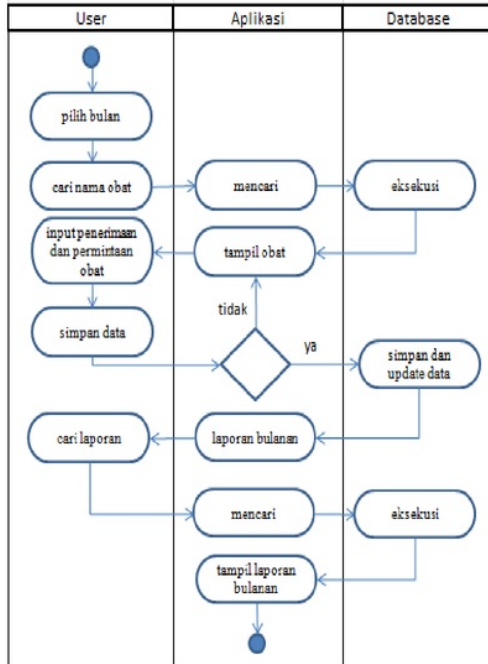 User
Aplikasi
Database
pilih bulan
cari nama obat
mencari
eksekusi
input penerimaan
dan permintaan
obat
tampil obat
tidak
simpan data
ya
simpan dan
update data
cari laporan
laporan bulanan
mencari
eksekusi
tampil laporan
bulanan